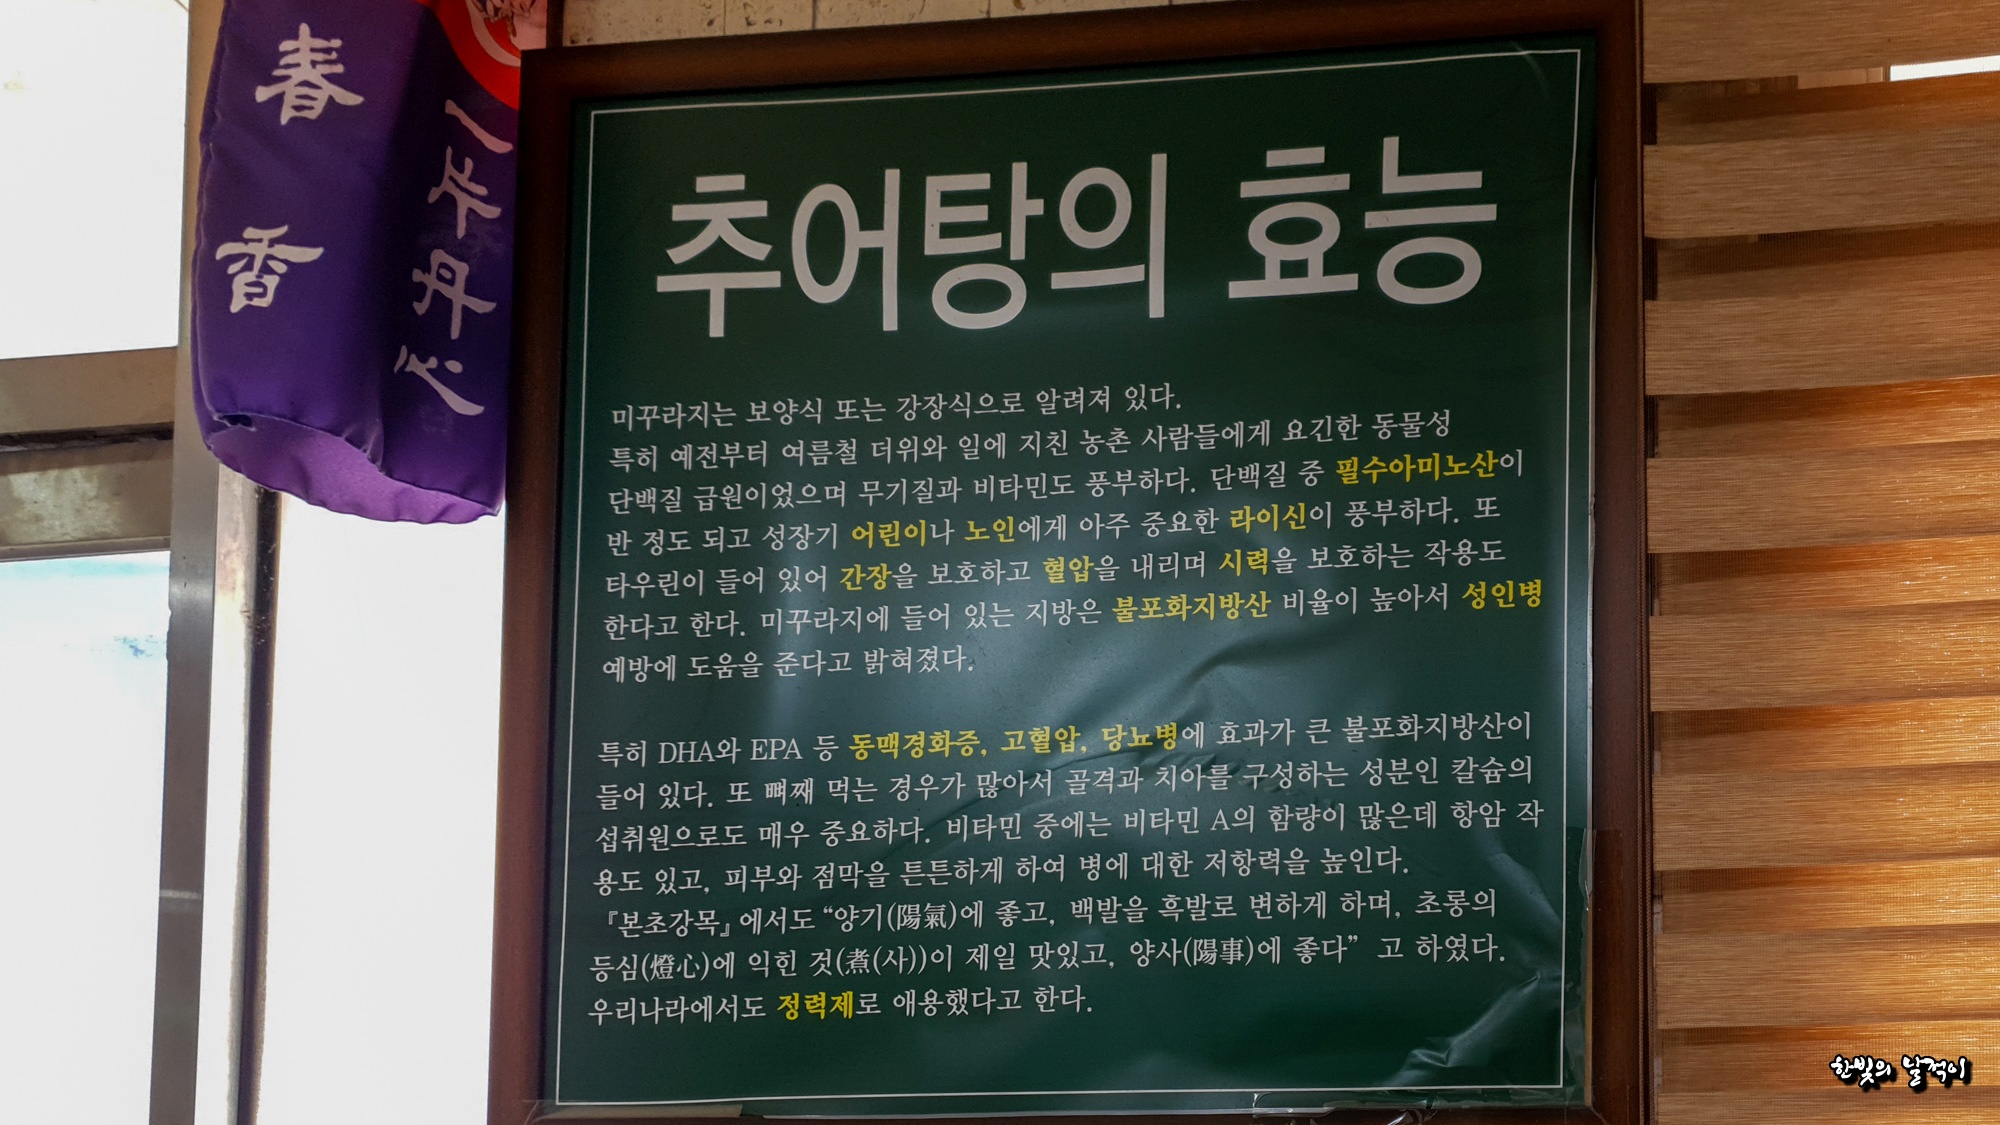 春香
一片丹心
추어탕의 효능
미꾸라지는 보양식 또는 강장식으로 알려져 있다.
특히 예전부터 여름철 더위와 일에 지친 농촌 사람들에게 요긴한 동물성
단백질 급원이었으며 무기질과 비타민도 풍부하다. 단백질 중 필수아미노산이
반 정도 되고 성장기 어린이나 노인에게 아주 중요한 라이신이 풍부하다. 또
타우린이 들어 있어 간장을 보호하고 혈압을 내리며 시력을 보호하는 작용도
한다고 한다. 미꾸라지에 들어 있는 지방은 불포화지방산 비율이 높아서 성인병
예방에 도움을 준다고 밝혀졌다.
특히 DHA와 EPA 등 동맥경화증, 고혈압, 당뇨병에 효과가 큰 불포화지방산이
들어 있다. 또 뼈째 먹는 경우가 많아서 골격과 치아를 구성하는 성분인 칼슘의
섭취원으로도 매우 중요하다. 비타민 중에는 비타민 A의 함량이 많은데 항암 작
용도 있고, 피부와 점막을 튼튼하게 하여 병에 대한 저항력을 높인다.
『본초강목』에서도 “양기(陽氣)에 좋고, 백발을 흑발로 변하게 하며, 초롱의
등심(燈心)에 익힌 것(煮(사))이 제일 맛있고, 양사(陽事)에 좋다” 고 하였다.
우리나라에서도 정력제로 애용했다고 한다.
한빛의 날적이